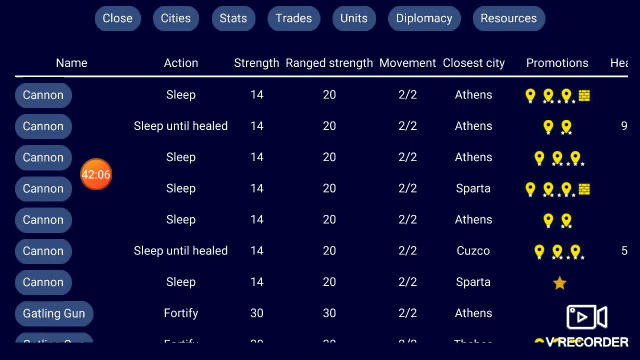 Close Cities Stats Trades Units Diplomacy Resources
Name Action Strength Ranged strength Movement Closest city Promotions
Cannon Sleep 14 20 2/2 Athens
Cannon Sleep until healed 14 20 2/2 Athens 9
Cannon Sleep 14 20 2/2 Athens
42:06
Cannon Sleep 14 20 2/2 Sparta
Cannon Sleep 14 20 2/2 Athens
Cannon Sleep until healed 14 20 2/2 Cuzco 5
Cannon Sleep 14 20 2/2 Sparta
Gatling Gun Fortify 30 30 2/2 Athens
V RECORDER